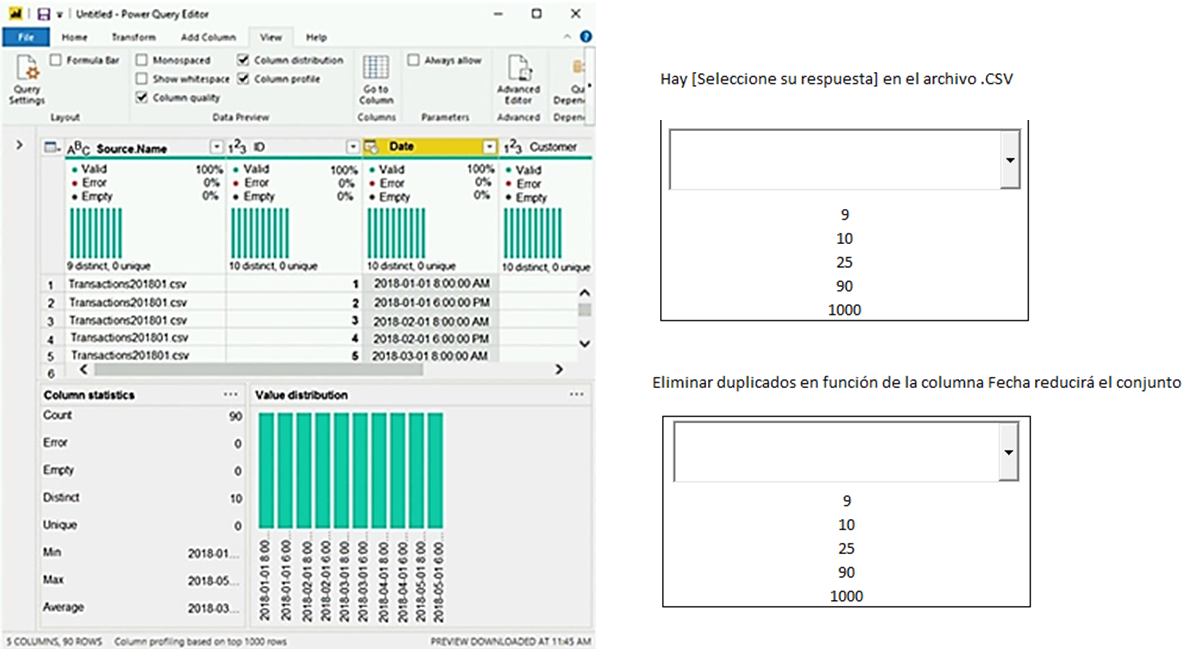 Untitled - Power Query Editor
File Home Transform Add Column View Help
Query Settings
Formula Bar
Layout
Monospaced
Show whitespace
Column quality
Column distribution
Column profile
Data Preview
Go to Column
Columns
Always allow
Parameters
Advanced Editor
Advanced
Qu
Depen
Depen
ABC Source.Name 123 ID Date 123 Customer
Valid 100% Valid 100% Valid 100% Valid
Error 0% Error 0% Error 0% Error
Empty 0% Empty 0% Empty 0% Empty
9 distinct, 0 unique 10 distinct, 0 unique 10 distinct, 0 unique 10 distinct, 0 unique
1 Transactions201801.csv 1 2018-01-01 8:00:00 AM
2 Transactions201801.csv 2 2018-01-01 6:00:00 PM
3 Transactions201801.csv 3 2018-02-01 8:00:00 AM
4 Transactions201801.csv 4 2018-02-01 6:00:00 PM
5 Transactions201801.csv 5 2018-03-01 8:00:00 AM
6
Column statistics
Count 90
Error 0
Empty 0
Distinct 10
Unique 0
Min 2018-01...
Max 2018-05...
Average 2018-03...
Value distribution
2018-01-01 8:00...
2018-01-01 6:00...
2018-02-01 8:00...
2018-02-01 6:00...
2018-03-01 8:00...
2018-03-01 6:00...
2018-04-01 8:00...
2018-04-01 6:00...
2018-05-01 8:00...
2018-05-01 6:00...
5 COLUMNS, 90 ROWS Column profiling based on top 1000 rows PREVIEW DOWNLOADED AT 11:45 AM
Hay [Seleccione su respuesta] en el archivo .CSV
9
10
25
90
1000
Eliminar duplicados en función de la columna Fecha reducirá el conjunto
9
10
25
90
1000